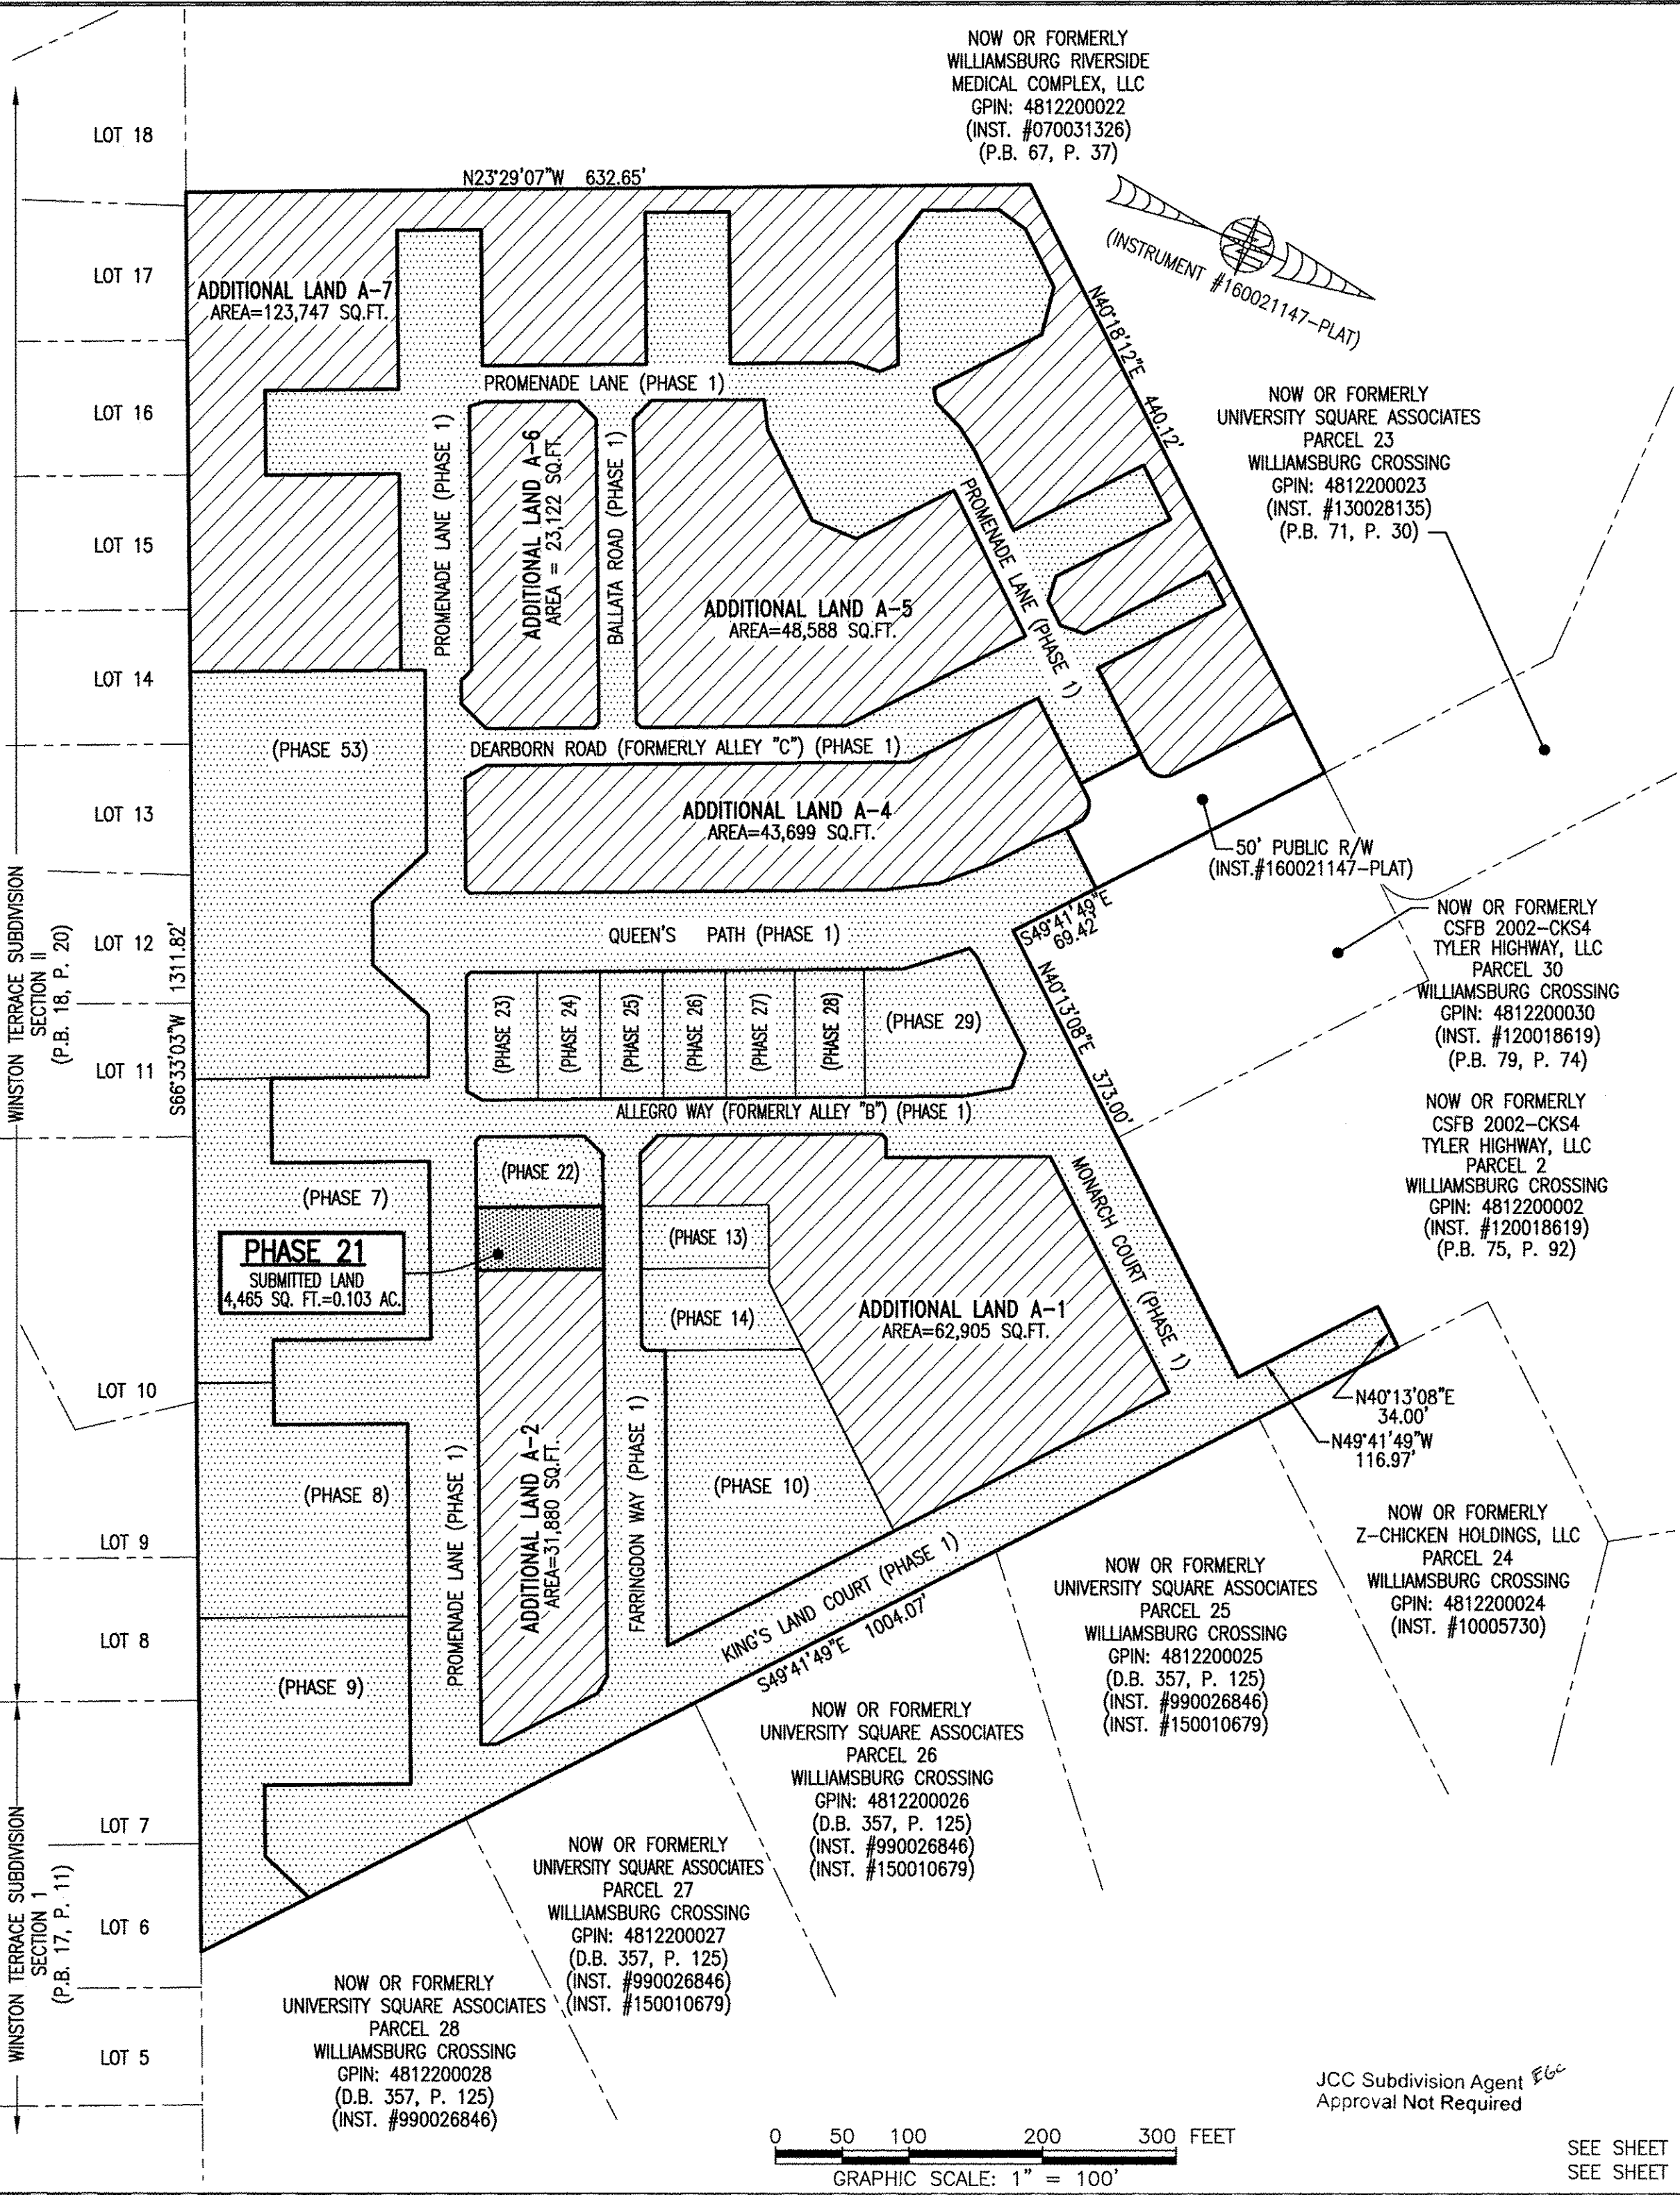 NOW OR FORMERLY
WILLIAMSBURG RIVERSIDE
MEDICAL COMPLEX, LLC
GPIN: 4812200022
(INST. #070031326)
(P.B. 67, P. 37)
LOT 18
LOT 17
LOT 16
LOT 15
LOT 14
LOT 13
LOT 12
LOT 11
LOT 10
LOT 9
LOT 8
LOT 7
LOT 6
LOT 5
WINSTON TERRACE SUBDIVISION
SECTION II
(P.B. 18, P. 20)
WINSTON TERRACE SUBDIVISION
SECTION 1
(P.B. 17, P. 11)
S66°33'03"W 1311.82'
N23°29'07"W 632.65'
(INSTRUMENT #160021147-PLAT)
N40°18'12"E 440.12'
ADDITIONAL LAND A-7
AREA=123,747 SQ.FT.
PROMENADE LANE (PHASE 1)
PROMENADE LANE (PHASE 1)
ADDITIONAL LAND A-6
AREA = 23,122 SQ.FT.
BALLATA ROAD (PHASE 1)
ADDITIONAL LAND A-5
AREA=48,588 SQ.FT.
PROMENADE LANE (PHASE 1)
NOW OR FORMERLY
UNIVERSITY SQUARE ASSOCIATES
PARCEL 23
WILLIAMSBURG CROSSING
GPIN: 4812200023
(INST. #130028135)
(P.B. 71, P. 30)
(PHASE 53)
DEARBORN ROAD (FORMERLY ALLEY "C") (PHASE 1)
ADDITIONAL LAND A-4
AREA=43,699 SQ.FT.
50' PUBLIC R/W
(INST.#160021147-PLAT)
QUEEN'S PATH (PHASE 1)
S49°41'49"E
69.42'
N40°13'08"E 373.00'
NOW OR FORMERLY
CSFB 2002-CKS4
TYLER HIGHWAY, LLC
PARCEL 30
WILLIAMSBURG CROSSING
GPIN: 4812200030
(INST. #120018619)
(P.B. 79, P. 74)
(PHASE 23)
(PHASE 24)
(PHASE 25)
(PHASE 26)
(PHASE 27)
(PHASE 28)
(PHASE 29)
ALLEGRO WAY (FORMERLY ALLEY "B") (PHASE 1)
NOW OR FORMERLY
CSFB 2002-CKS4
TYLER HIGHWAY, LLC
PARCEL 2
WILLIAMSBURG CROSSING
GPIN: 4812200002
(INST. #120018619)
(P.B. 75, P. 92)
(PHASE 22)
(PHASE 7)
PHASE 21
SUBMITTED LAND
4,465 SQ. FT.=0.103 AC.
(PHASE 13)
(PHASE 14)
ADDITIONAL LAND A-1
AREA=62,905 SQ.FT.
MONARCH COURT (PHASE 1)
N40°13'08"E
34.00'
N49°41'49"W
116.97'
(PHASE 8)
PROMENADE LANE (PHASE 1)
ADDITIONAL LAND A-2
AREA=31,880 SQ.FT.
FARRINGDON WAY (PHASE 1)
(PHASE 10)
(PHASE 9)
KING'S LAND COURT (PHASE 1)
S49°41'49"E 1004.07'
NOW OR FORMERLY
Z-CHICKEN HOLDINGS, LLC
PARCEL 24
WILLIAMSBURG CROSSING
GPIN: 4812200024
(INST. #10005730)
NOW OR FORMERLY
UNIVERSITY SQUARE ASSOCIATES
PARCEL 25
WILLIAMSBURG CROSSING
GPIN: 4812200025
(D.B. 357, P. 125)
(INST. #990026846)
(INST. #150010679)
NOW OR FORMERLY
UNIVERSITY SQUARE ASSOCIATES
PARCEL 26
WILLIAMSBURG CROSSING
GPIN: 4812200026
(D.B. 357, P. 125)
(INST. #990026846)
(INST. #150010679)
NOW OR FORMERLY
UNIVERSITY SQUARE ASSOCIATES
PARCEL 27
WILLIAMSBURG CROSSING
GPIN: 4812200027
(D.B. 357, P. 125)
(INST. #990026846)
(INST. #150010679)
NOW OR FORMERLY
UNIVERSITY SQUARE ASSOCIATES
PARCEL 28
WILLIAMSBURG CROSSING
GPIN: 4812200028
(D.B. 357, P. 125)
(INST. #990026846)
JCC Subdivision Agent EGC
Approval Not Required
0 50 100 200 300 FEET
GRAPHIC SCALE: 1" = 100'
SEE SHEET
SEE SHEET